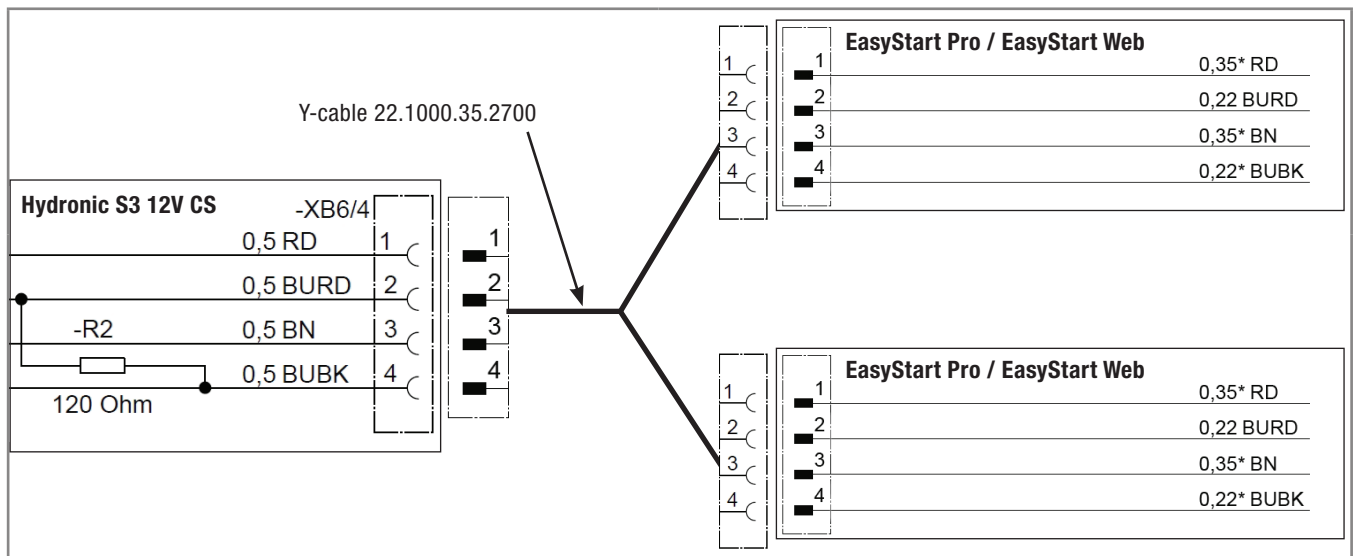 EasyStart Pro / EasyStart Web
1 1 0,35* RD
2 2 0,22 BURD
3 3 0,35* BN
4 4 0,22* BUBK
Y-cable 22.1000.35.2700
Hydronic S3 12V CS -XB6/4
0,5 RD 1 1
0,5 BURD 2 2
-R2 0,5 BN 3 3
0,5 BUBK 4 4
120 Ohm
EasyStart Pro / EasyStart Web
1 1 0,35* RD
2 2 0,22 BURD
3 3 0,35* BN
4 4 0,22* BUBK